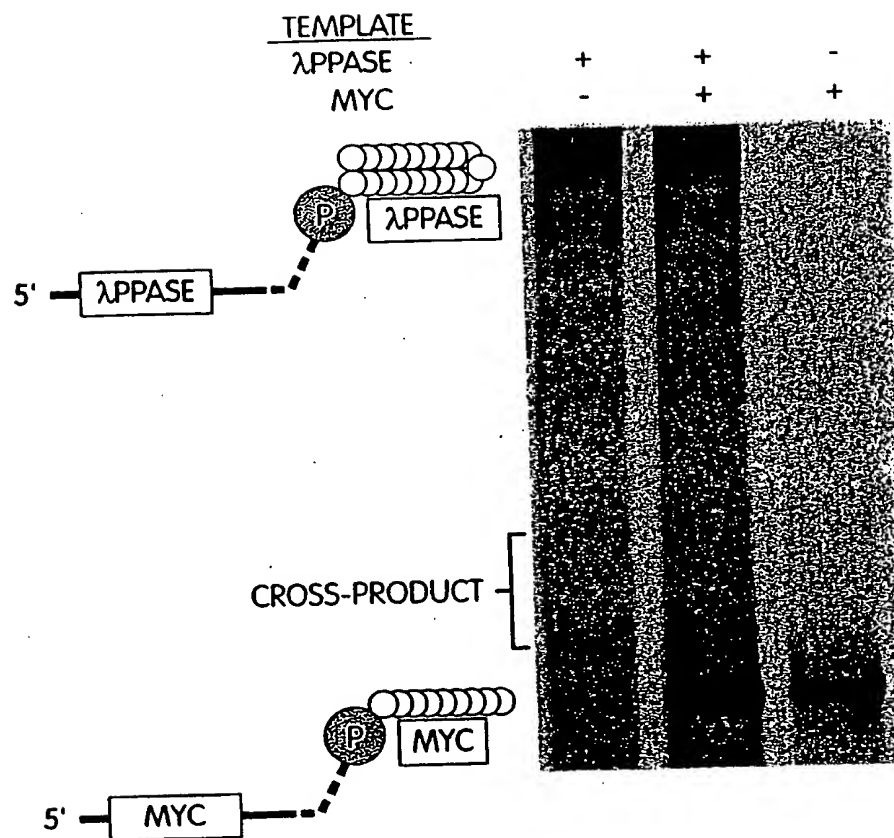 TEMPLATE
λPPASE + + -
MYC - + +
P
λPPASE
5' λPPASE
CROSS-PRODUCT
P
MYC
5' MYC